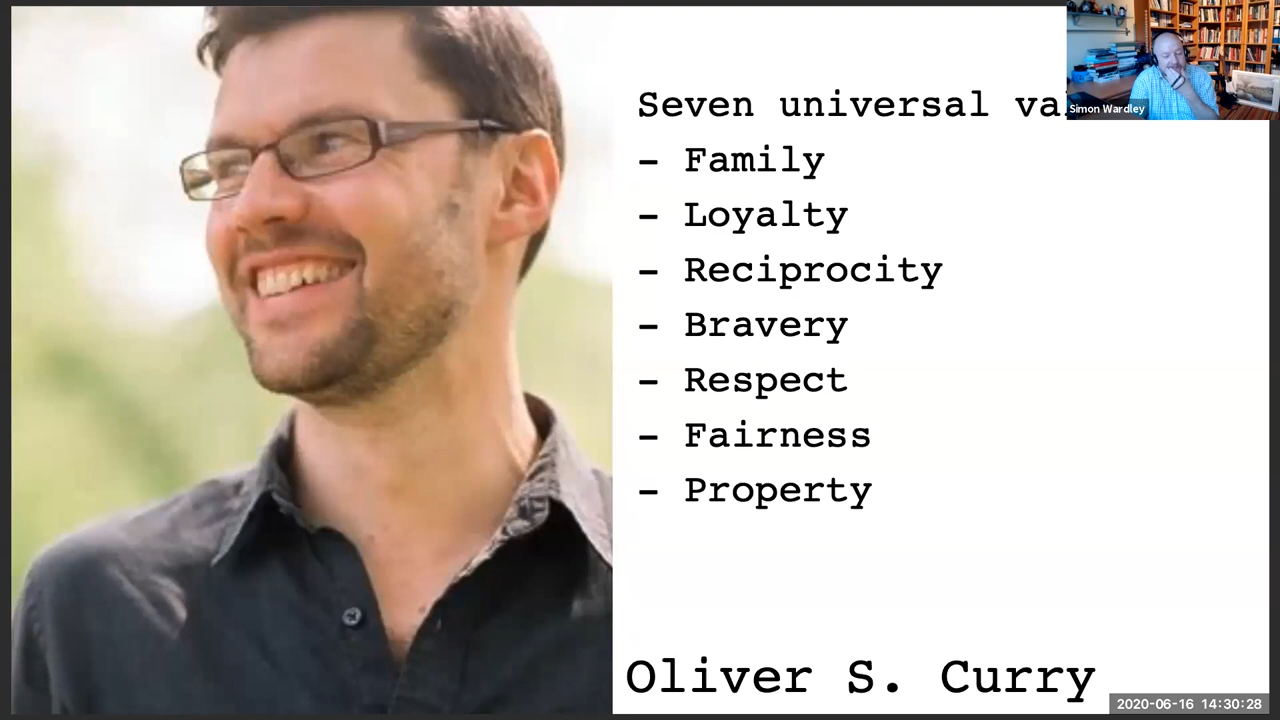 Seven universal
- Family
- Loyalty
- Reciprocity
- Bravery
- Respect
- Fairness
- Property
Oliver S. Curry
Simon Wardley
2020-06-16 14:30:28